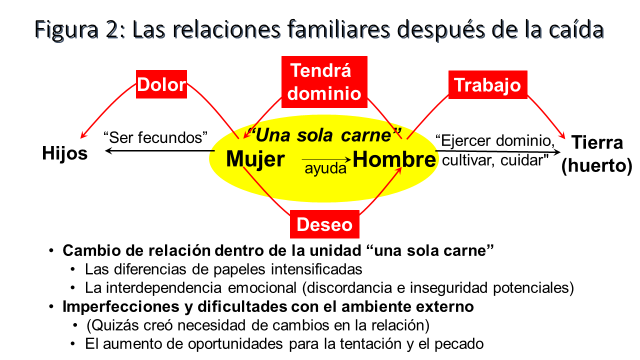 Figura 2: Las relaciones familiares después de la caída
Tendrá
dominio
Dolor
Trabajo
"Una sola carne"
"Ser fecundos"
"Ejercer dominio,
cultivar, cuidar"
Hijos
Mujer
ayuda
Hombre
Tierra
(huerto)
Deseo
• Cambio de relación dentro de la unidad "una sola carne"
• Las diferencias de papeles intensificadas
• La interdependencia emocional (discordancia e inseguridad potenciales)
• Imperfecciones y dificultades con el ambiente externo
• (Quizás creó necesidad de cambios en la relación)
• El aumento de oportunidades para la tentación y el pecado